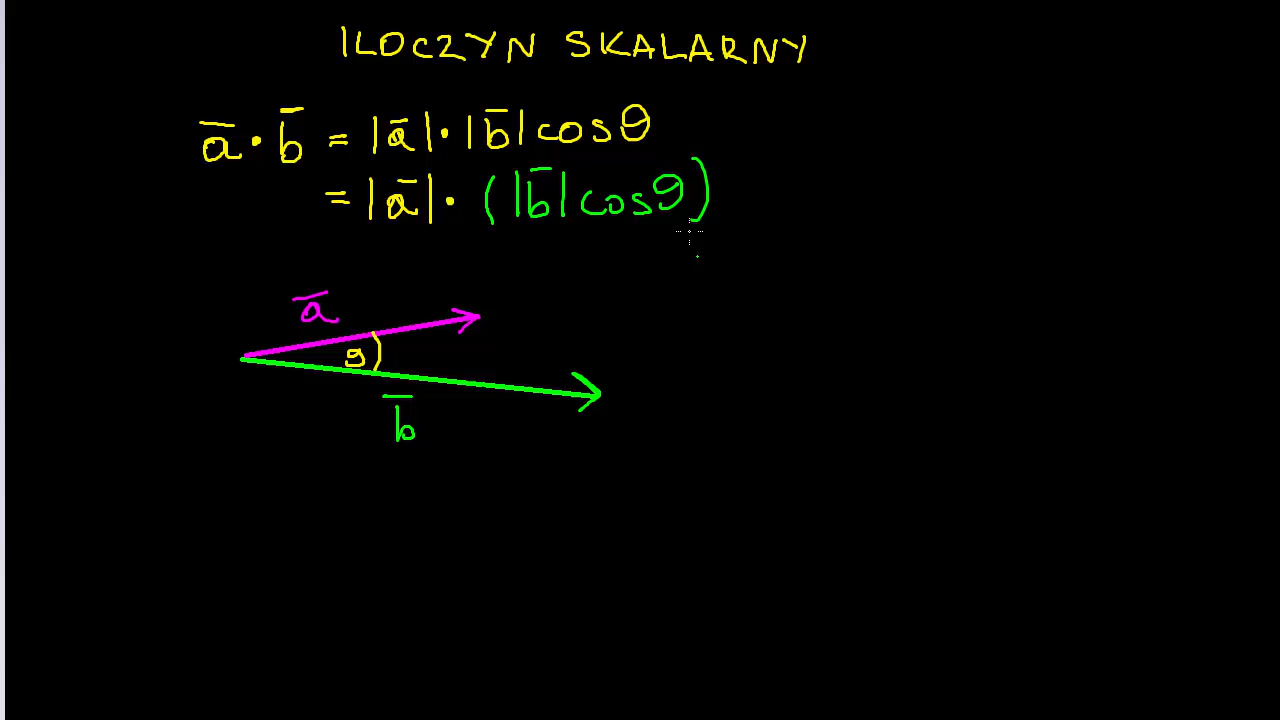 ILOCZYN SKALARNY
a̅ · b̅ = |a̅| · |b̅| cos θ
= |a̅| · (|b̅| cos ϑ)
a̅
ϑ
b̅